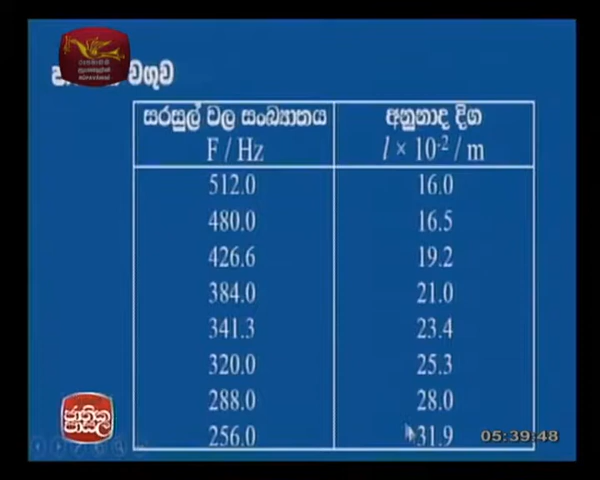 වගුව
සරසුල් වල සංඛ්‍යාතය අනුනාද දිග
F / Hz l × 10-2 / m
512.0 16.0
480.0 16.5
426.6 19.2
384.0 21.0
341.3 23.4
320.0 25.3
288.0 28.0
256.0 31.9
ජාතික
පාසල
05:39:48